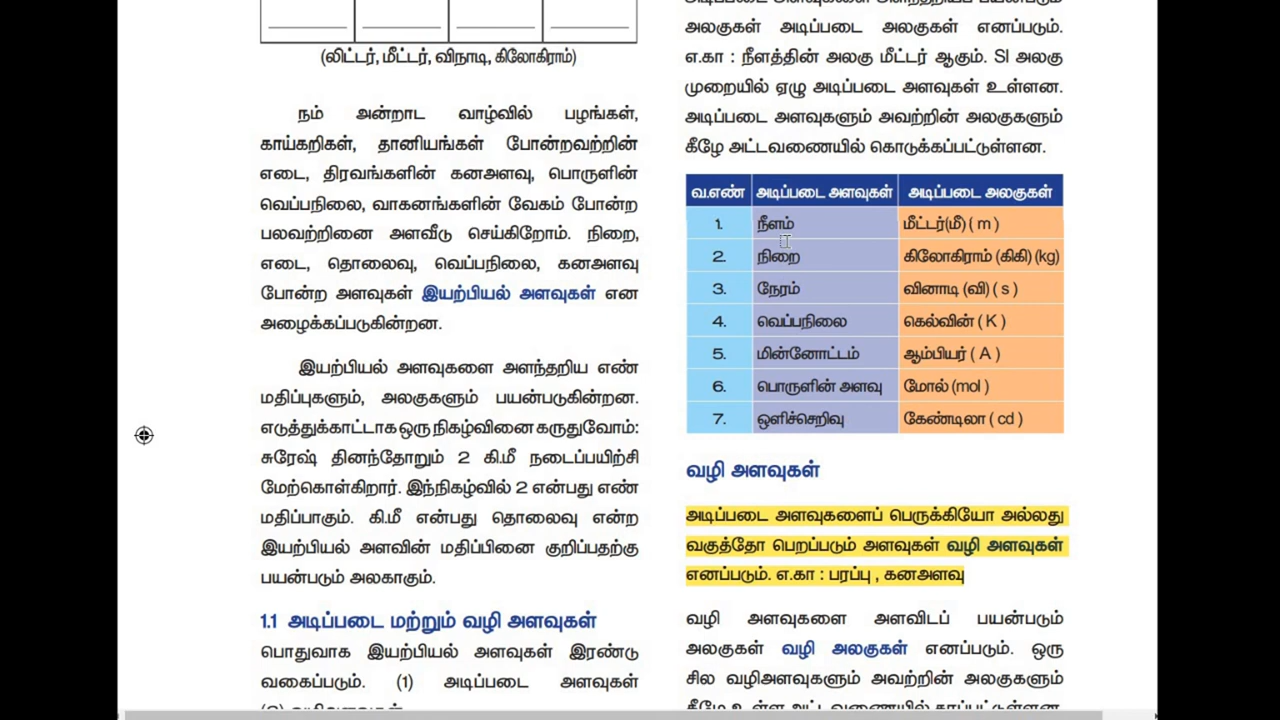 (லிட்டர், மீட்டர், விநாடி, கிலோகிராம்)
நம் அன்றாட வாழ்வில் பழங்கள்,
காய்கறிகள், தானியங்கள் போன்றவற்றின்
எடை, திரவங்களின் கனஅளவு, பொருளின்
வெப்பநிலை, வாகனங்களின் வேகம் போன்ற
பலவற்றினை அளவீடு செய்கிறோம். நிறை,
எடை, தொலைவு, வெப்பநிலை, கனஅளவு
போன்ற அளவுகள் இயற்பியல் அளவுகள் என
அழைக்கப்படுகின்றன.
இயற்பியல் அளவுகளை அளந்தறிய எண்
மதிப்புகளும், அலகுகளும் பயன்படுகின்றன.
எடுத்துக்காட்டாக ஒரு நிகழ்வினை கருதுவோம்:
சுரேஷ் தினந்தோறும் 2 கி.மீ நடைப்பயிற்சி
மேற்கொள்கிறார். இந்நிகழ்வில் 2 என்பது எண்
மதிப்பாகும். கி.மீ என்பது தொலைவு என்ற
இயற்பியல் அளவின் மதிப்பினை குறிப்பதற்கு
பயன்படும் அலகாகும்.
1.1 அடிப்படை மற்றும் வழி அளவுகள்
பொதுவாக இயற்பியல் அளவுகள் இரண்டு
வகைப்படும். (1) அடிப்படை அளவுகள்
அலகுகள் அடிப்படை அலகுகள் எனப்படும்.
எ.கா : நீளத்தின் அலகு மீட்டர் ஆகும். SI அலகு
முறையில் ஏழு அடிப்படை அளவுகள் உள்ளன.
அடிப்படை அளவுகளும் அவற்றின் அலகுகளும்
கீழே அட்டவணையில் கொடுக்கப்பட்டுள்ளன.
வ.எண் அடிப்படை அளவுகள் அடிப்படை அலகுகள்
1. நீளம் மீட்டர்(மீ) ( m )
2. நிறை கிலோகிராம் (கிகி) (kg)
3. நேரம் வினாடி (வி) ( s )
4. வெப்பநிலை கெல்வின் ( K )
5. மின்னோட்டம் ஆம்பியர் ( A )
6. பொருளின் அளவு மோல் (mol )
7. ஒளிச்செறிவு கேண்டிலா ( cd )
வழி அளவுகள்
அடிப்படை அளவுகளைப் பெருக்கியோ அல்லது
வகுத்தோ பெறப்படும் அளவுகள் வழி அளவுகள்
எனப்படும். எ.கா : பரப்பு , கனஅளவு
வழி அளவுகளை அளவிடப் பயன்படும்
அலகுகள் வழி அலகுகள் எனப்படும். ஒரு
சில வழிஅளவுகளும் அவற்றின் அலகுகளும்